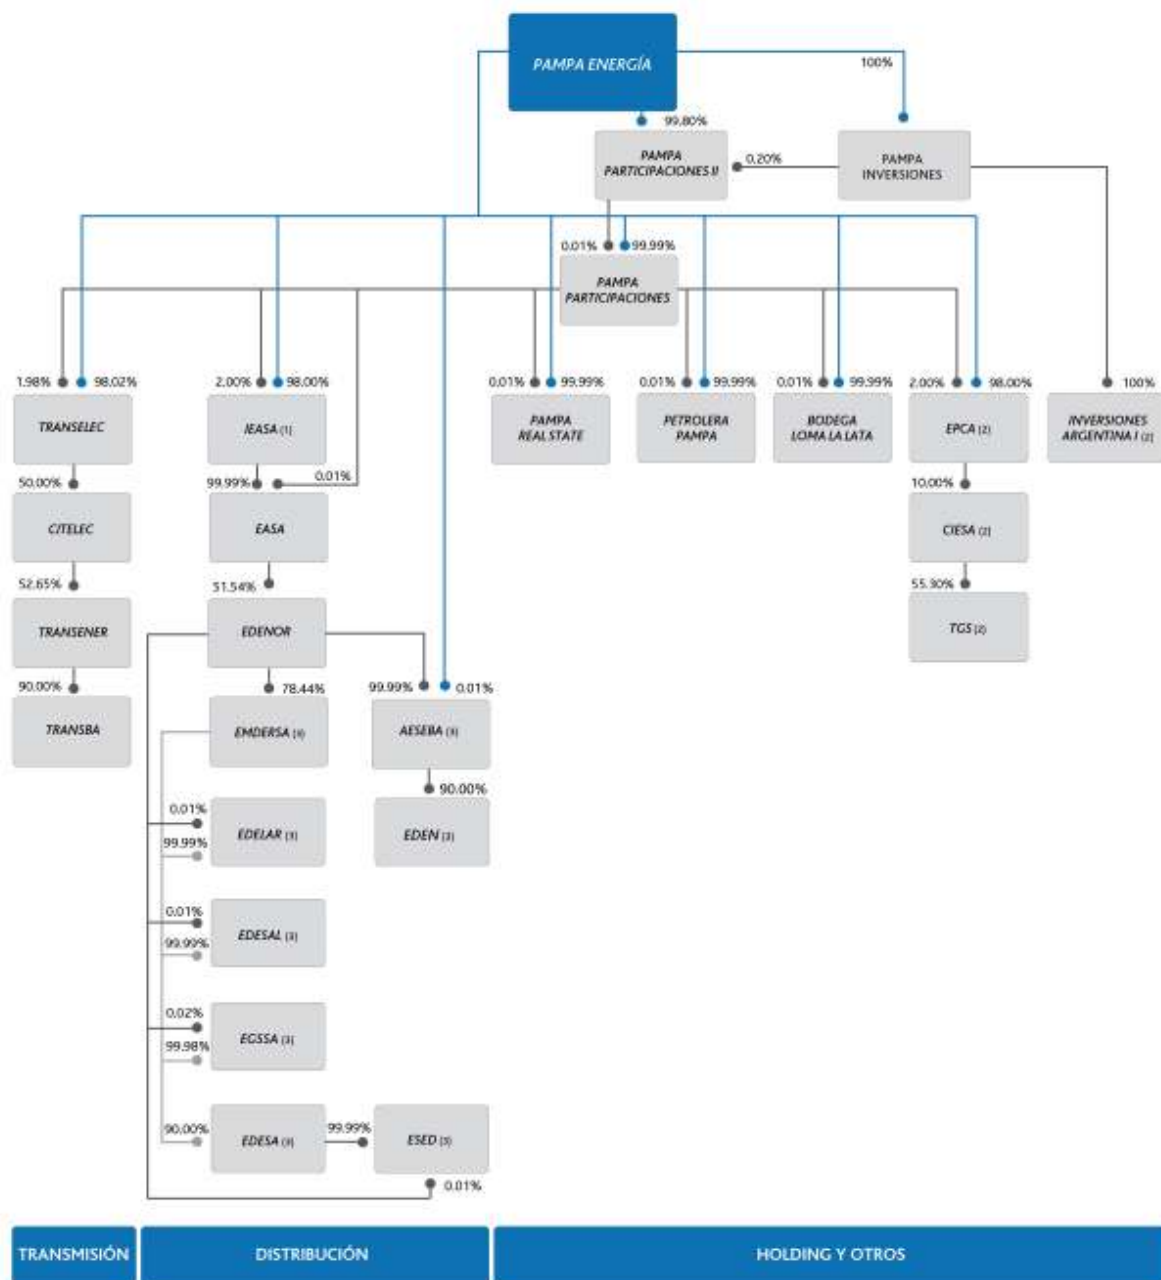 PAMPA ENERGÍA
100%
99.80%
PAMPA
PARTICIPACIONES II
0.20%
PAMPA
INVERSIONES
0.01%
99.99%
PAMPA
PARTICIPACIONES
1.98%
98.02%
2.00%
98.00%
0.01%
99.99%
0.01%
99.99%
0.01%
99.99%
2.00%
98.00%
100%
TRANSELEC
IEASA (1)
PAMPA
REAL STATE
PETROLERA
PAMPA
BODEGA
LOMA LA LATA
EPCA (2)
INVERSIONES
ARGENTINA I (2)
50.00%
99.99%
0.01%
10.00%
CITELEC
EASA
CIESA (2)
52.65%
51.54%
55.30%
TRANSENER
EDENOR
TGS (2)
90.00%
78.44%
99.99%
0.01%
TRANSBA
EMDERSA (3)
AESEBA (3)
90.00%
0.01%
99.99%
EDELAR (3)
EDEN (3)
0.01%
99.99%
EDESAL (3)
0.02%
99.98%
EGSSA (3)
90.00%
EDESA (3)
99.99%
ESED (3)
0.01%
TRANSMISIÓN
DISTRIBUCIÓN
HOLDING Y OTROS